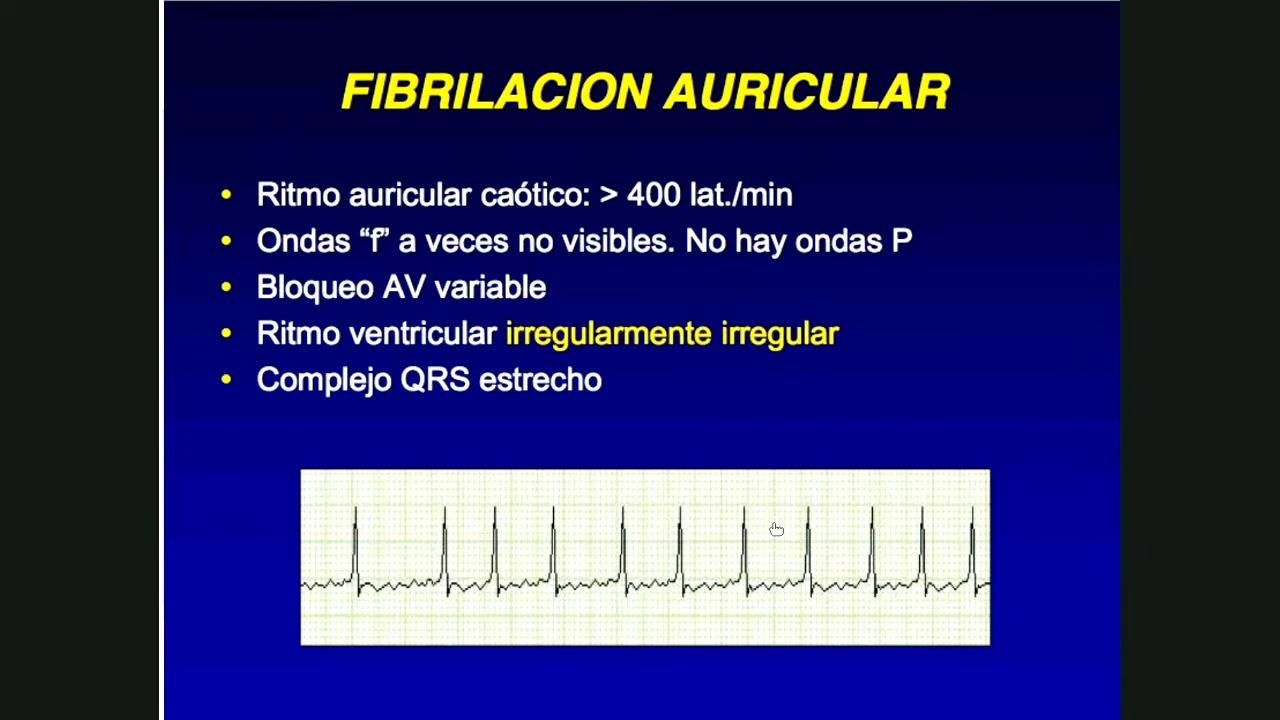 FIBRILACION AURICULAR
• Ritmo auricular caótico: > 400 lat./min
• Ondas “f” a veces no visibles. No hay ondas P
• Bloqueo AV variable
• Ritmo ventricular irregularmente irregular
• Complejo QRS estrecho